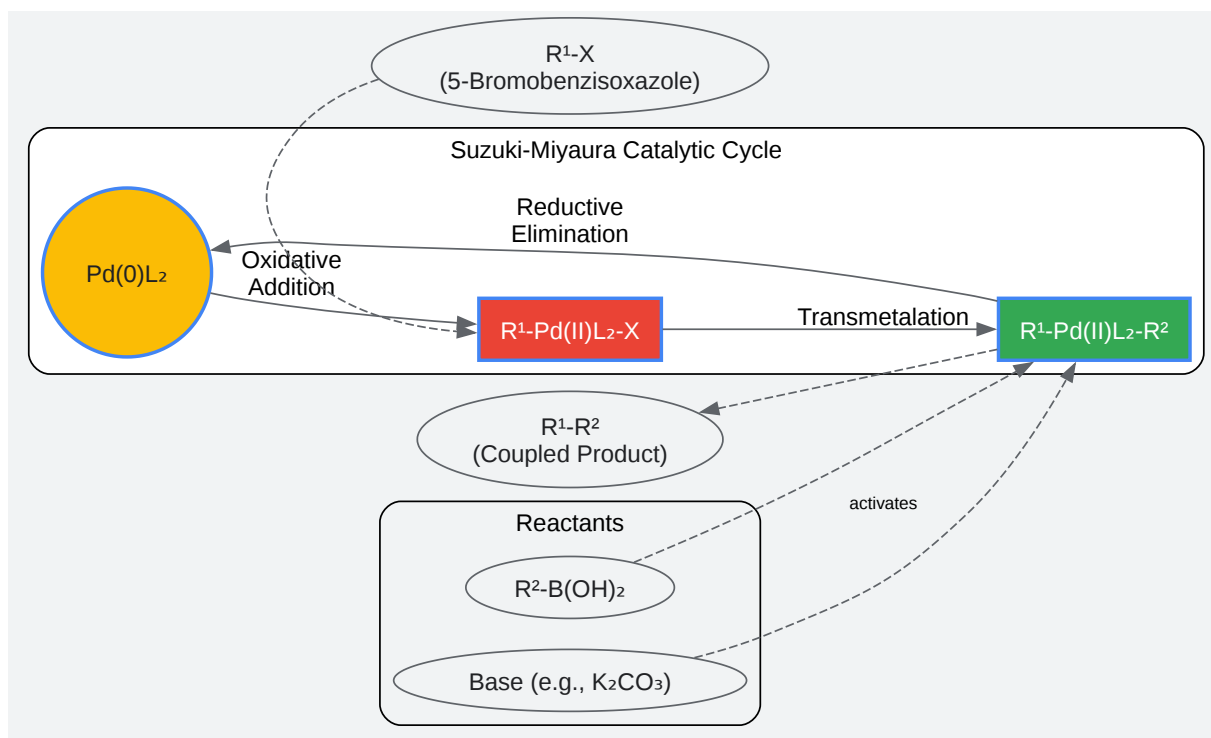 R¹-X
(5-Bromobenzisoxazole)
Suzuki-Miyaura Catalytic Cycle
Reductive
Elimination
Pd(0)L₂
Oxidative
Addition
R¹-Pd(II)L₂-X
Transmetalation
R¹-Pd(II)L₂-R²
R¹-R²
(Coupled Product)
activates
Reactants
R²-B(OH)₂
Base (e.g., K₂CO₃)